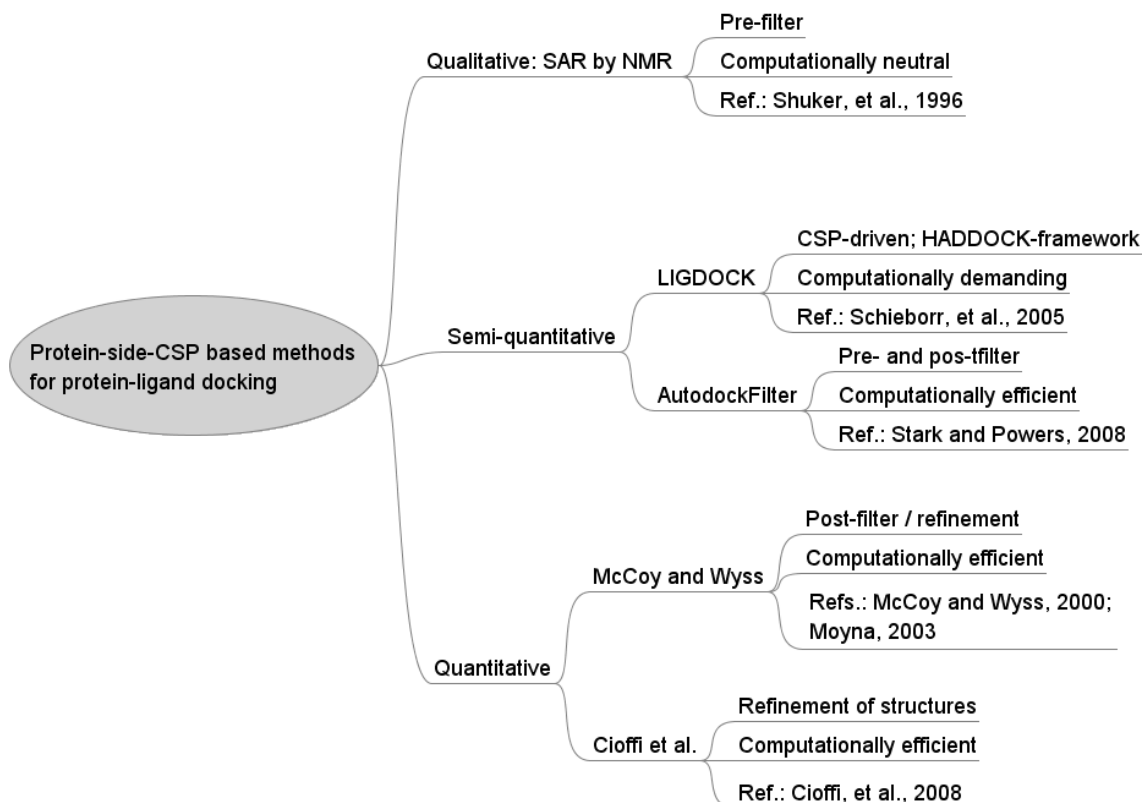 Protein-side-CSP based methods
for protein-ligand docking
Qualitative: SAR by NMR
Pre-filter
Computationally neutral
Ref.: Shuker, et al., 1996
Semi-quantitative
LIGDOCK
CSP-driven; HADDOCK-framework
Computationally demanding
Ref.: Schieborr, et al., 2005
AutodockFilter
Pre- and pos-tfilter
Computationally efficient
Ref.: Stark and Powers, 2008
Quantitative
McCoy and Wyss
Post-filter / refinement
Computationally efficient
Refs.: McCoy and Wyss, 2000;
Moyna, 2003
Cioffi et al.
Refinement of structures
Computationally efficient
Ref.: Cioffi, et al., 2008